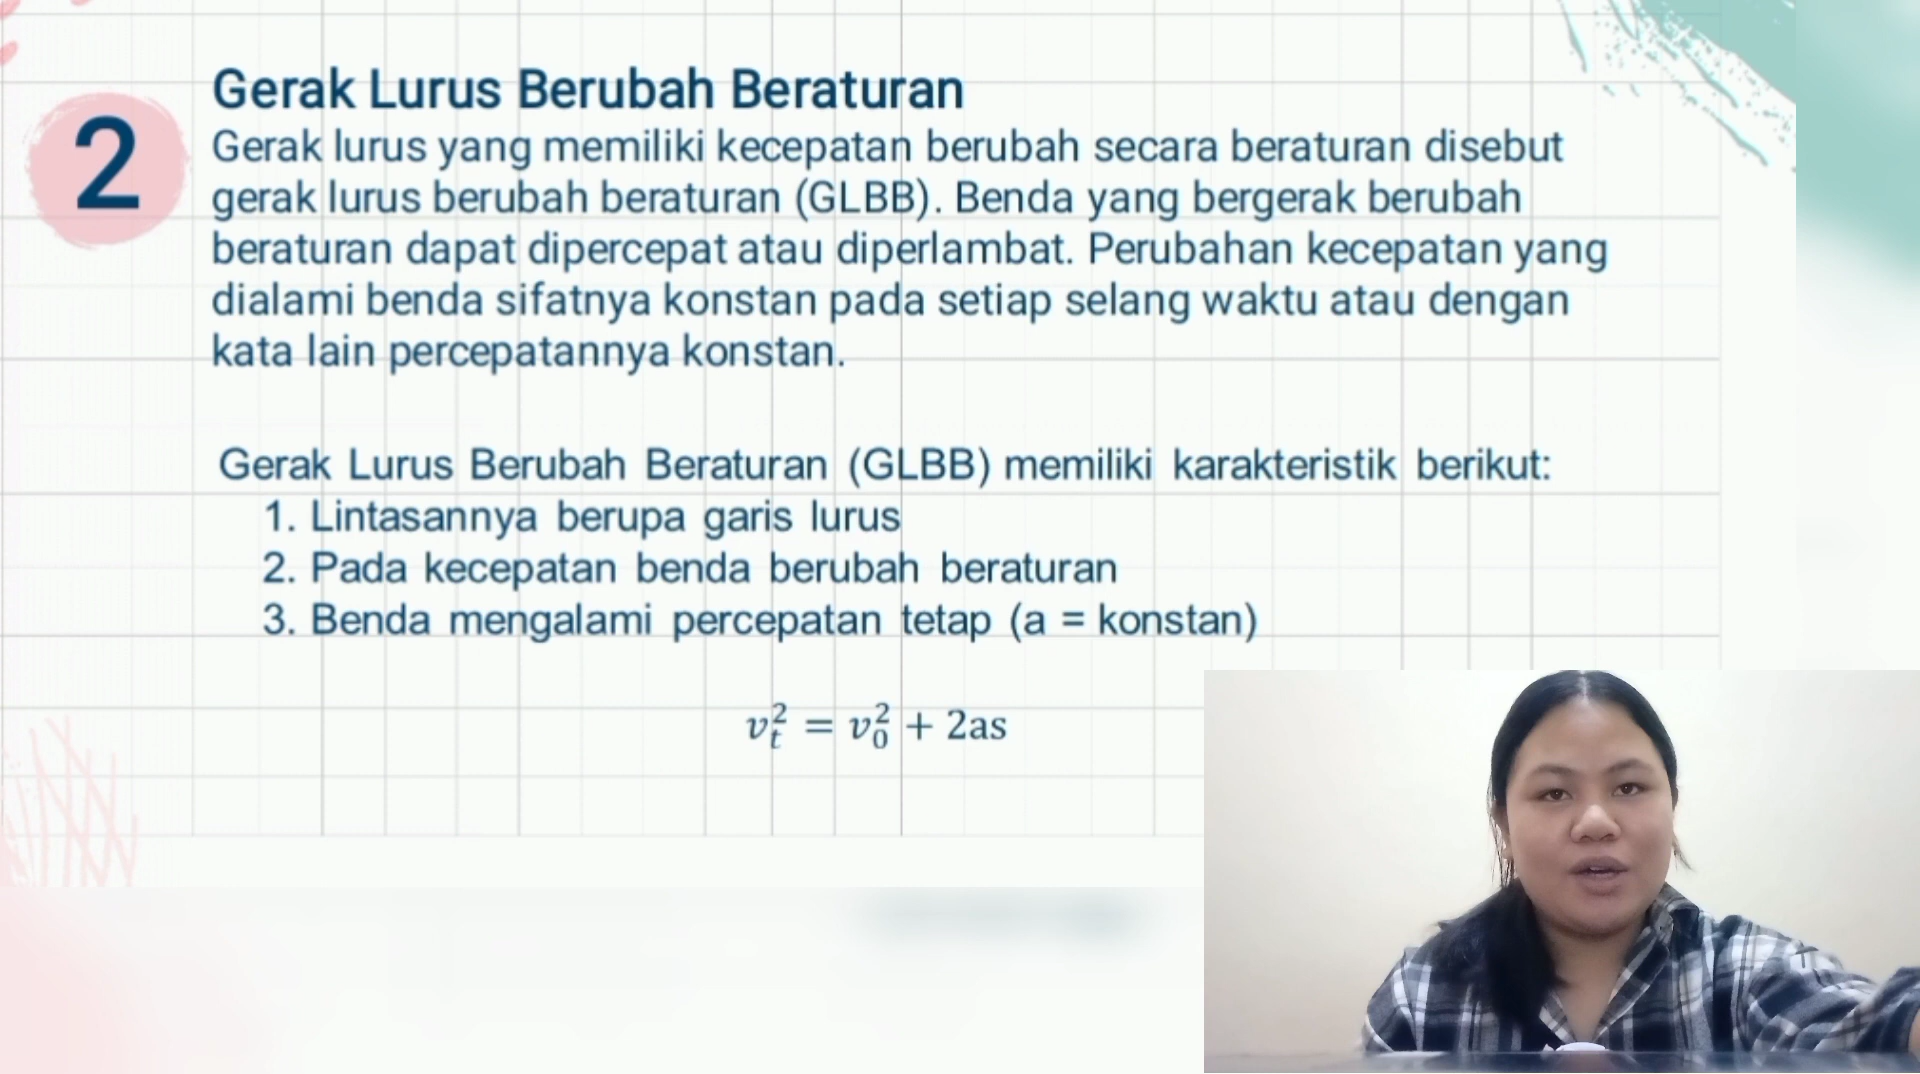 2
Gerak Lurus Berubah Beraturan
Gerak lurus yang memiliki kecepatan berubah secara beraturan disebut
gerak lurus berubah beraturan (GLBB). Benda yang bergerak berubah
beraturan dapat dipercepat atau diperlambat. Perubahan kecepatan yang
dialami benda sifatnya konstan pada setiap selang waktu atau dengan
kata lain percepatannya konstan.
Gerak Lurus Berubah Beraturan (GLBB) memiliki karakteristik berikut:
1. Lintasannya berupa garis lurus
2. Pada kecepatan benda berubah beraturan
3. Benda mengalami percepatan tetap (a = konstan)
$v_t^2 = v_0^2 + 2as$